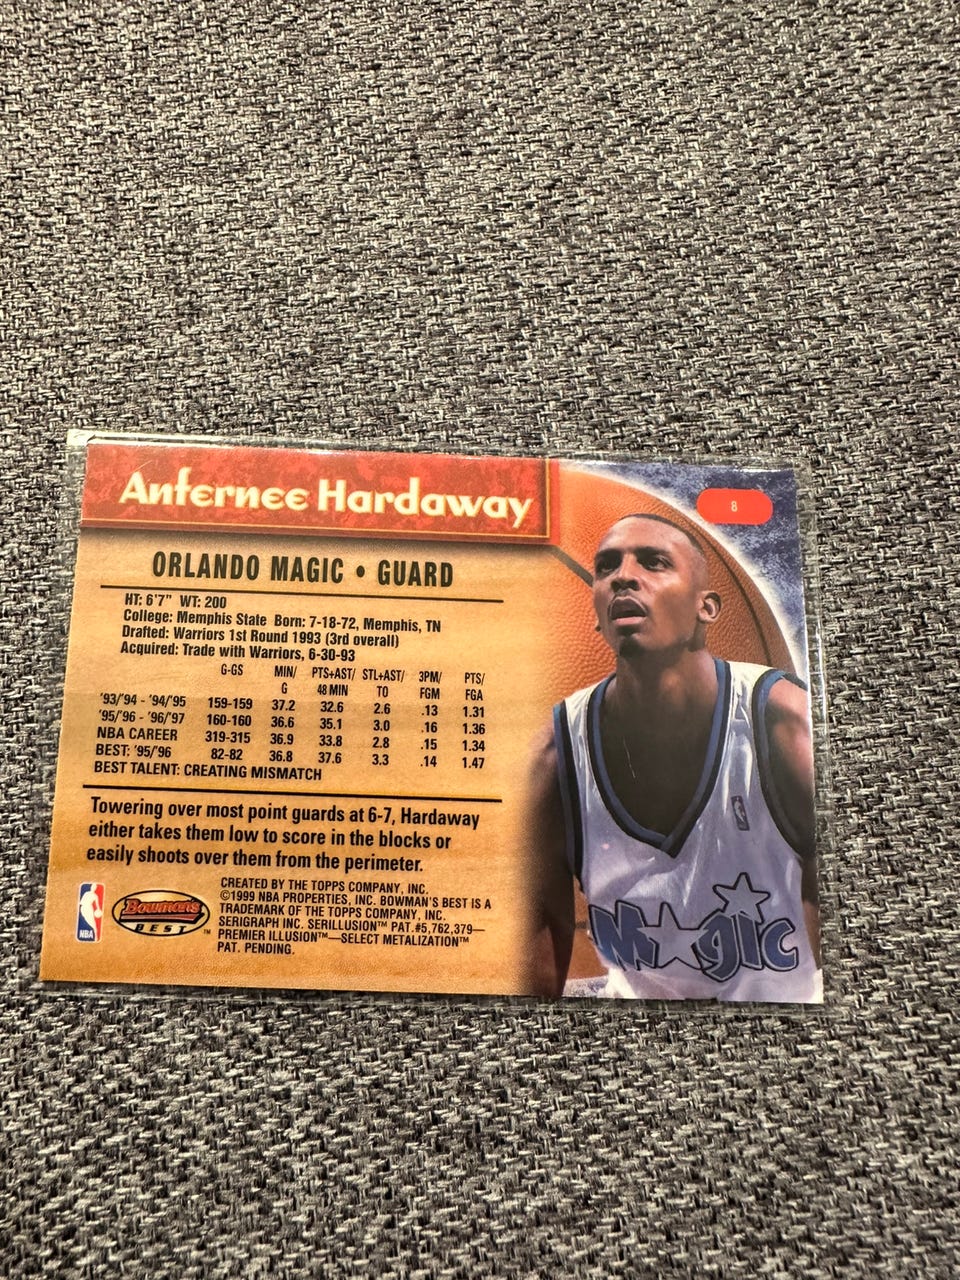 Anfernee Hardaway
8
ORLANDO MAGIC • GUARD
HT: 6'7" WT: 200
College: Memphis State Born: 7-18-72, Memphis, TN
Drafted: Warriors 1st Round 1993 (3rd overall)
Acquired: Trade with Warriors, 6-30-93
G-GS MIN/ PTS+AST/ STL+AST/ 3PM/ PTS/
G 48 MIN TO FGM FGA
'93/'94 - '94/'95 159-159 37.2 32.6 2.6 .13 1.31
'95/'96 - '96/'97 160-160 36.6 35.1 3.0 .16 1.36
NBA CAREER 319-315 36.9 33.8 2.8 .15 1.34
BEST: '95/'96 82-82 36.8 37.6 3.3 .14 1.47
BEST TALENT: CREATING MISMATCH
Towering over most point guards at 6-7, Hardaway
either takes them low to score in the blocks or
easily shoots over them from the perimeter.
NBA
Bowman's
BEST™
CREATED BY THE TOPPS COMPANY, INC.
©1999 NBA PROPERTIES, INC. BOWMAN'S BEST IS A
TRADEMARK OF THE TOPPS COMPANY, INC.
SERIGRAPH INC. SERILLUSION™ PAT.#5,762,379—
PREMIER ILLUSION™—SELECT METALIZATION™
PAT. PENDING.
Magic